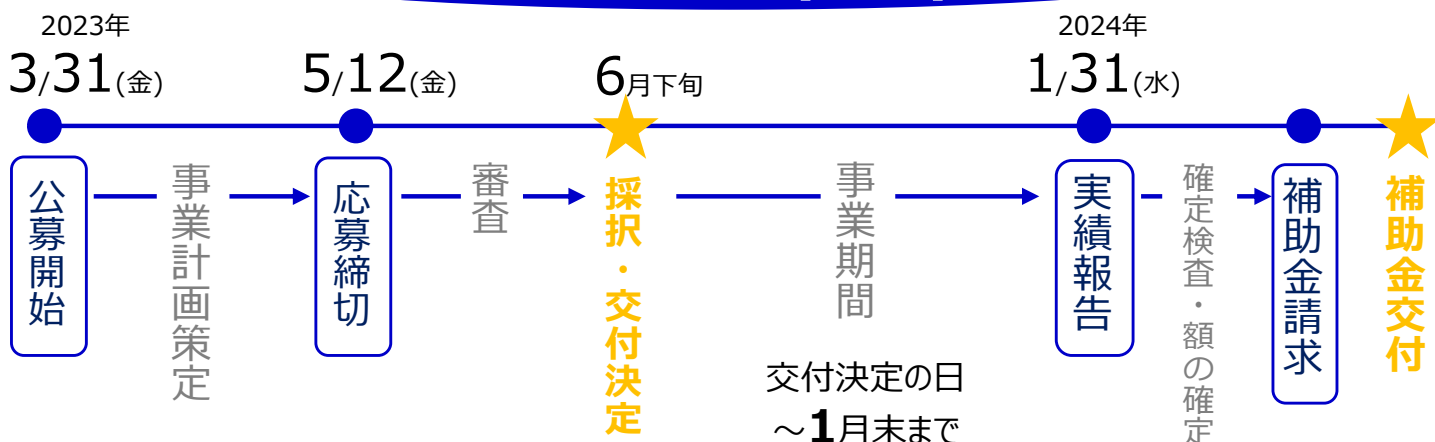 2023年
3/31(金)
5/12(金)
6月下旬
2024年
1/31(水)
公募開始
事業計画策定
応募締切
審査
採択・交付決定
事業期間
交付決定の日
～1月末まで
実績報告
確定検査・額の確定
補助金請求
補助金交付